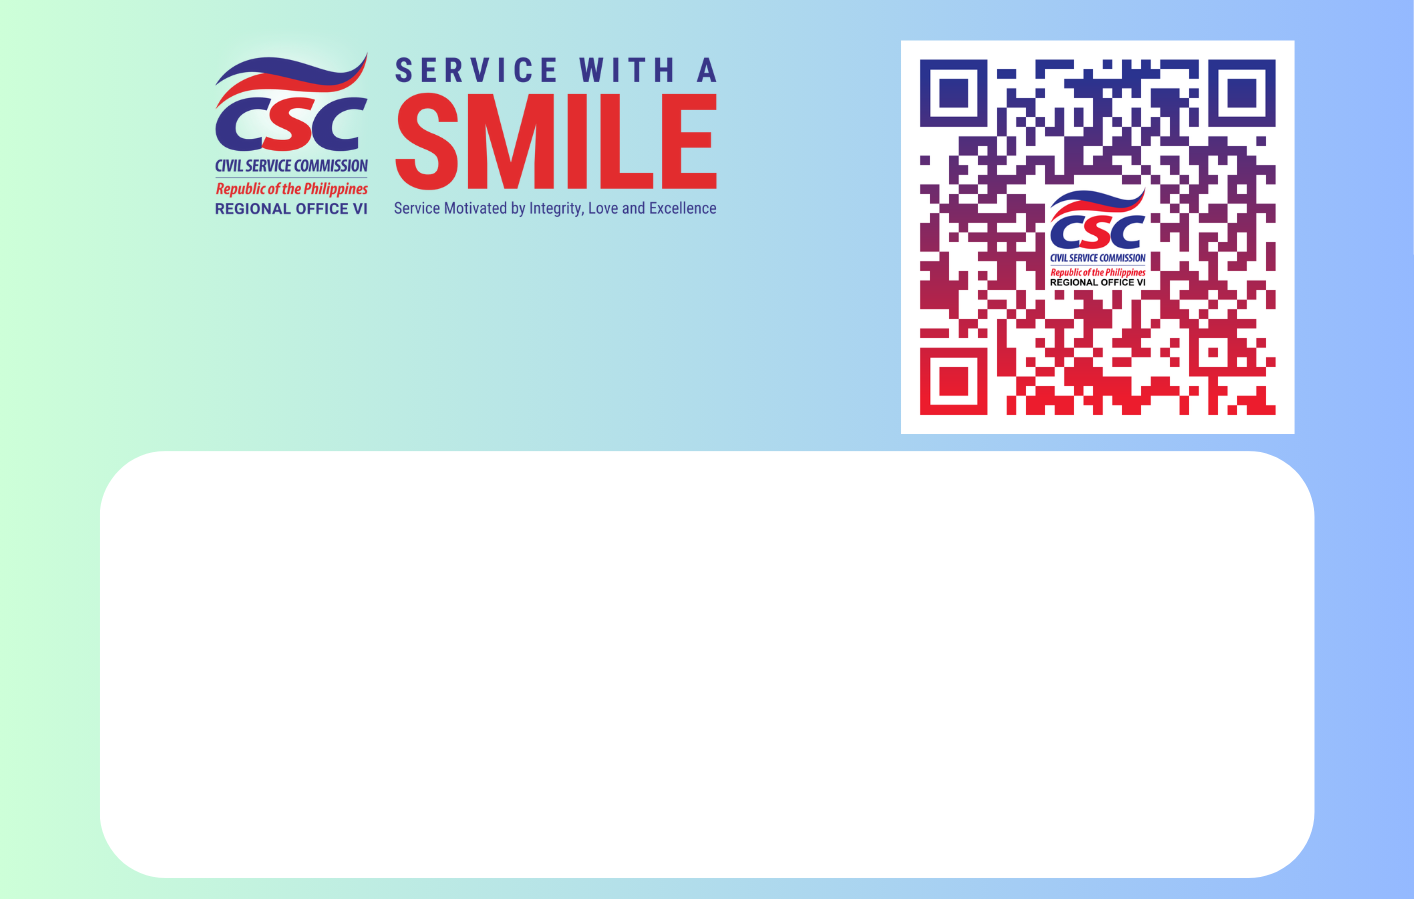 CSC
CIVIL SERVICE COMMISSION
Republic of the Philippines
REGIONAL OFFICE VI
SERVICE WITH A
SMILE
Service Motivated by Integrity, Love and Excellence
CSC
CIVIL SERVICE COMMISSION
Republic of the Philippines
REGIONAL OFFICE VI